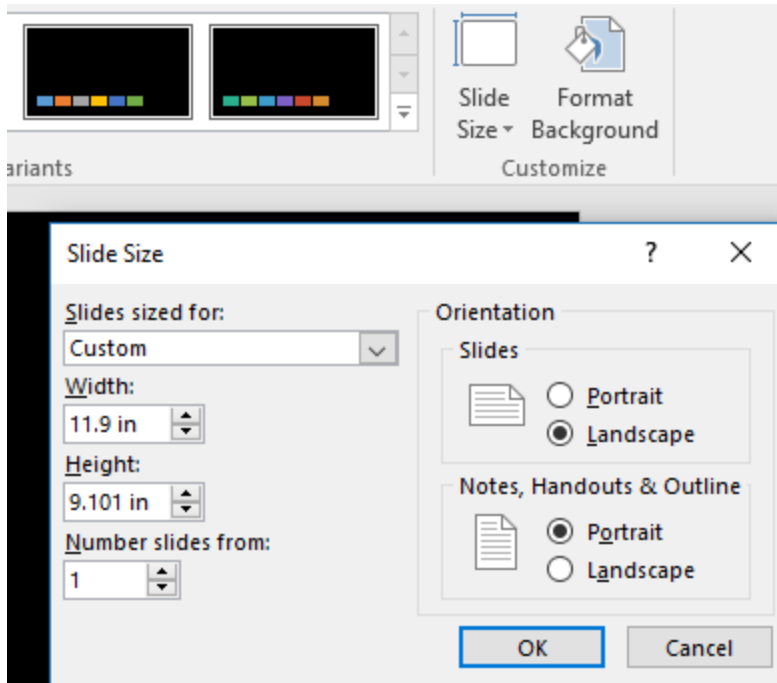 Slide Format
Size Background
ariants
Customize
Slide Size
?
Slides sized for:
Custom
Width:
11.9 in
Height:
9.101 in
Number slides from:
1
Orientation
Slides
Portrait
Landscape
Notes, Handouts & Outline
Portrait
Landscape
OK
Cancel